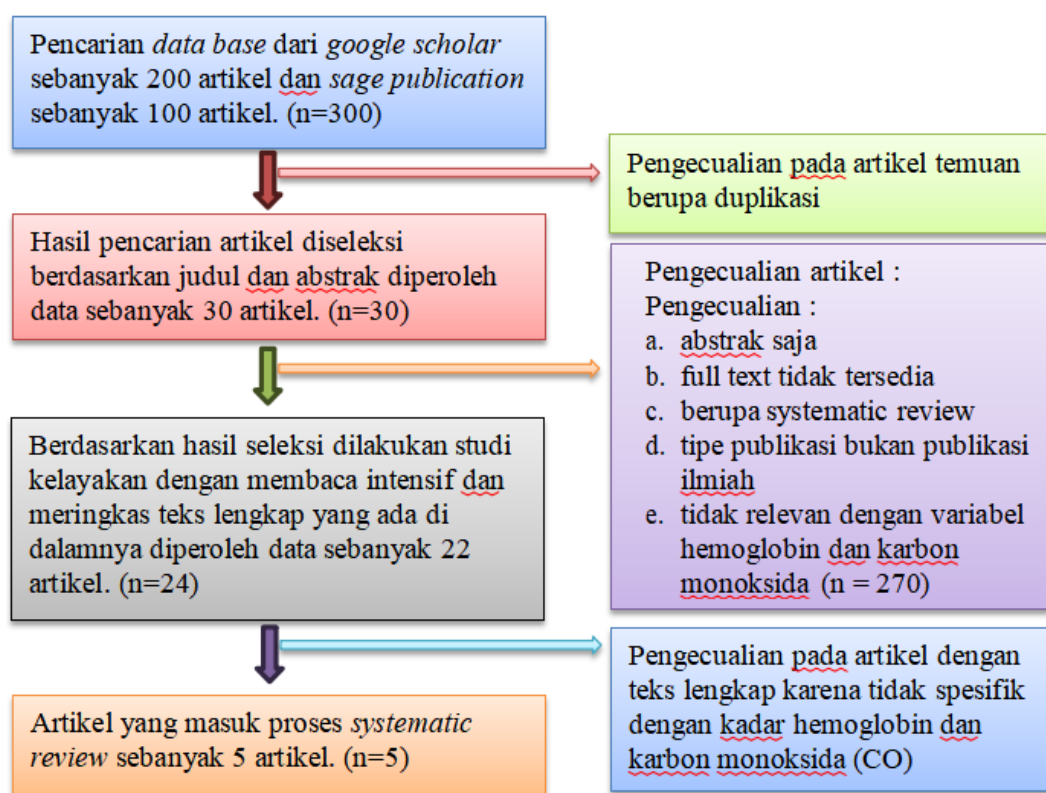 Pencarian data base dari google scholar
sebanyak 200 artikel dan sage publication
sebanyak 100 artikel. (n=300)
Pengecualian pada artikel temuan
berupa duplikasi
Hasil pencarian artikel diseleksi
berdasarkan judul dan abstrak diperoleh
data sebanyak 30 artikel. (n=30)
Pengecualian artikel :
Pengecualian :
a. abstrak saja
b. full text tidak tersedia
c. berupa systematic review
d. tipe publikasi bukan publikasi
ilmiah
e. tidak relevan dengan variabel
hemoglobin dan karbon
monoksida (n = 270)
Berdasarkan hasil seleksi dilakukan studi
kelayakan dengan membaca intensif dan
meringkas teks lengkap yang ada di
dalamnya diperoleh data sebanyak 22
artikel. (n=24)
Pengecualian pada artikel dengan
teks lengkap karena tidak spesifik
dengan kadar hemoglobin dan
karbon monoksida (CO)
Artikel yang masuk proses systematic
review sebanyak 5 artikel. (n=5)